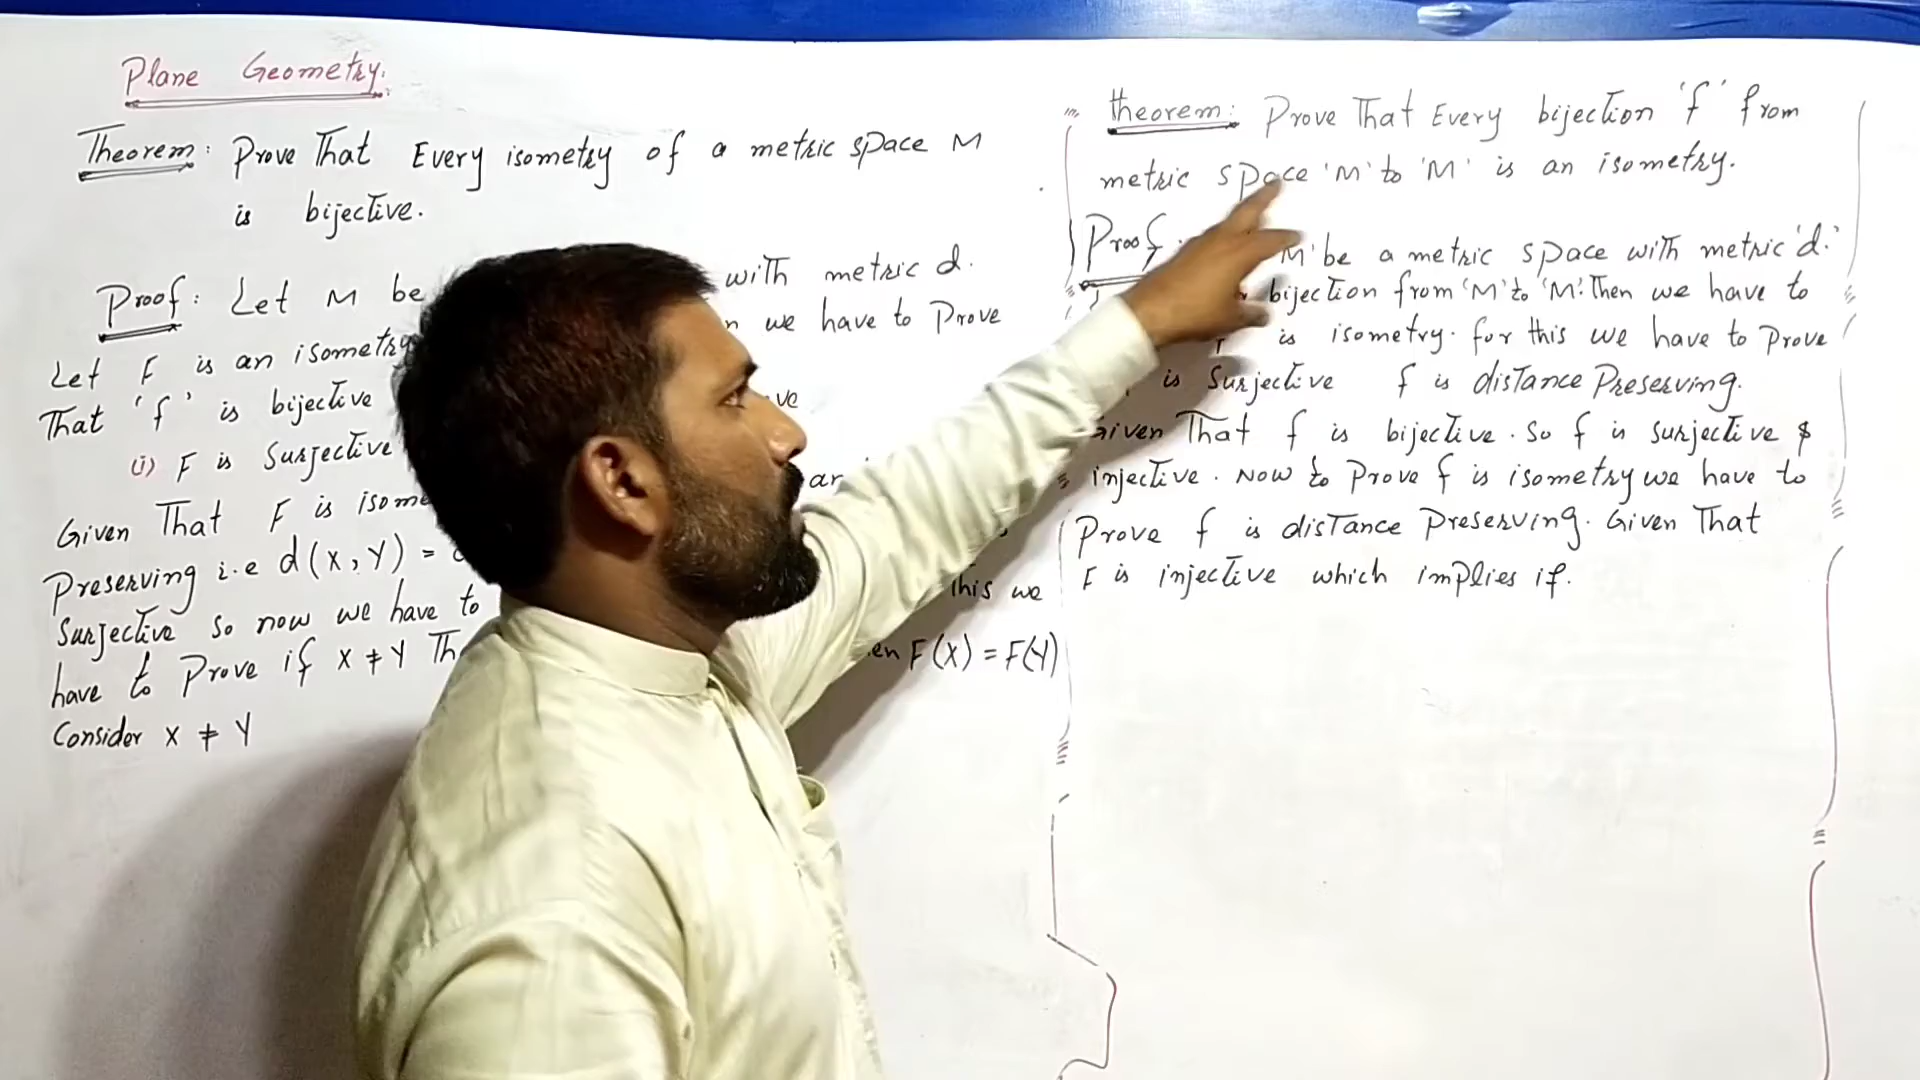 Plane Geometry.
Theorem: Prove That Every isometry of a metric space M
is bijective.
Proof: Let M be with metric d.
Let F is an isometry we have to Prove
That 'f' is bijective ve
(i) F is Surjective
Given That F is isome
Preserving i.e d(x,y) =
Surjective so now we have to This we
have to Prove if x ≠ y Th en F(x) = F(y)
Consider x ≠ y
theorem: Prove That Every bijection 'f' from
metric space 'M' to 'M' is an isometry.
Proof: M' be a metric space with metric 'd.'
bijection from 'M' to 'M'. Then we have to
is isometry. for this we have to Prove
is Surjective f is distance Preserving.
Given That f is bijective. So f is surjective $
injective. Now to Prove f is isometry we have to
Prove f is distance Preserving. Given That
F is injective which implies if.